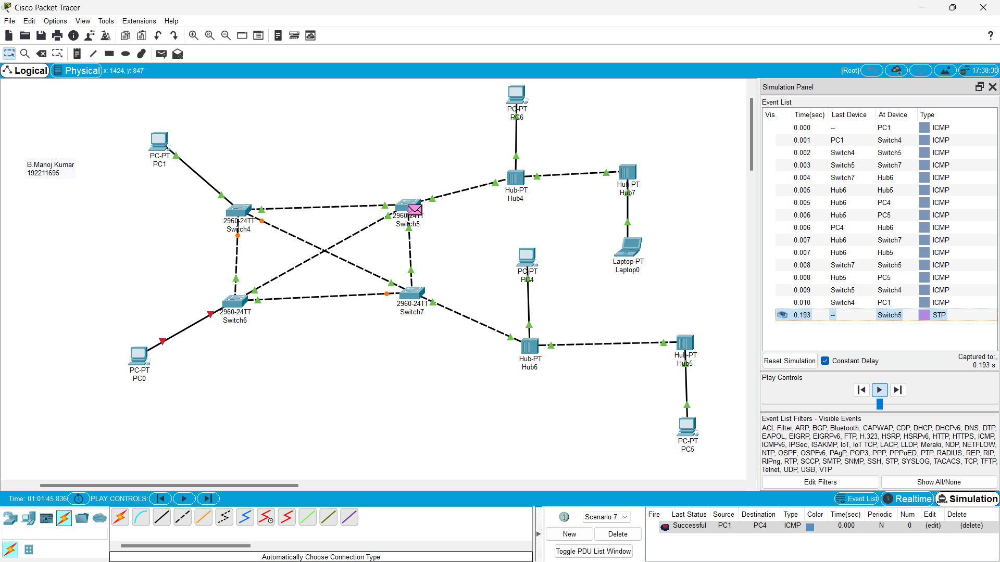 Cisco Packet Tracer
File Edit Options View Tools Extensions Help
Logical Physical x: 1424, y: 847 [Root] 17:38:30
PC-PT
PC6
PC-PT
PC1
B.Manoj Kumar
192211695
Hub-PT
Hub4
Hub-PT
Hub7
2960-24TT
Switch4
2960-24TT
Switch5
Laptop-PT
Laptop0
PC-PT
PC4
2960-24TT
Switch6
2960-24TT
Switch7
PC-PT
PC0
Hub-PT
Hub6
Hub-PT
Hub5
PC-PT
PC5
Simulation Panel
Event List
Vis. Time(sec) Last Device At Device Type
0.000 -- PC1 ICMP
0.001 PC1 Switch4 ICMP
0.002 Switch4 Switch5 ICMP
0.003 Switch5 Switch7 ICMP
0.004 Switch7 Hub6 ICMP
0.005 Hub6 Hub5 ICMP
0.005 Hub6 PC4 ICMP
0.006 Hub5 PC5 ICMP
0.006 PC4 Hub6 ICMP
0.007 Hub6 Switch7 ICMP
0.007 Hub6 Hub5 ICMP
0.008 Switch7 Switch5 ICMP
0.008 Hub5 PC5 ICMP
0.009 Switch5 Switch4 ICMP
0.010 Switch4 PC1 ICMP
0.193 -- Switch5 STP
Reset Simulation Constant Delay Captured to:
0.193 s
Play Controls
Event List Filters - Visible Events
ACL Filter, ARP, BGP, Bluetooth, CAPWAP, CDP, DHCP, DHCPv6, DNS, DTP,
EAPOL, EIGRP, EIGRPv6, FTP, H.323, HSRP, HSRPv6, HTTP, HTTPS, ICMP,
ICMPv6, IPSec, ISAKMP, IoT, IoT TCP, LACP, LLDP, Meraki, NDP, NETFLOW,
NTP, OSPF, OSPFv6, PAgP, POP3, PPP, PPPoED, PTP, RADIUS, REP, RIP,
RIPng, RTP, SCCP, SMTP, SNMP, SSH, STP, SYSLOG, TACACS, TCP, TFTP,
Telnet, UDP, USB, VTP
Edit Filters Show All/None
Time: 01:01:45.836 PLAY CONTROLS: Event List Realtime Simulation
Automatically Choose Connection Type
Scenario 7
New Delete
Toggle PDU List Window
Fire Last Status Source Destination Type Color Time(sec) Periodic Num Edit Delete
Successful PC1 PC4 ICMP 0.000 N 0 (edit) (delete)